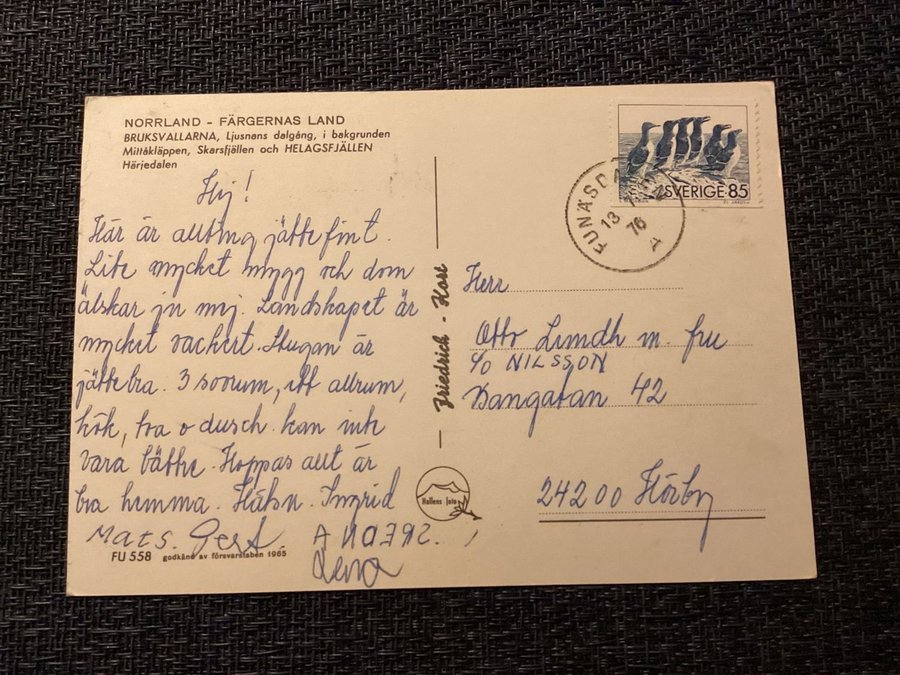 NORRLAND - FÄRGERNAS LAND
BRUKSVALLARNA, Ljusnans dalgång, i bakgrunden
Mittåkläppen, Skarsfjällen och HELAGSFJÄLLEN
Härjedalen
Hej!
Här är allting jättefint.
Lite mycket mygg och dom
älskar ju mej. Landskapet är
mycket vackert. Stugan är
jättebra. 3 sovrum, ett allrum,
kök, toa o dusch. kan inte
vara bättre. Hoppas allt är
bra hemma. Hälsn. Ingrid
Mats. Gert. ANDERS.
Lena
FU 558 godkänd av försvarsstaben 1965
Friedrich - Kort
Hallens foto
SVERIGE 85
FUNÄSDALEN
13
76
A
Herr
Otto Lundh m. fru
c/o NILSSON
Bangatan 42
24200 Hörby